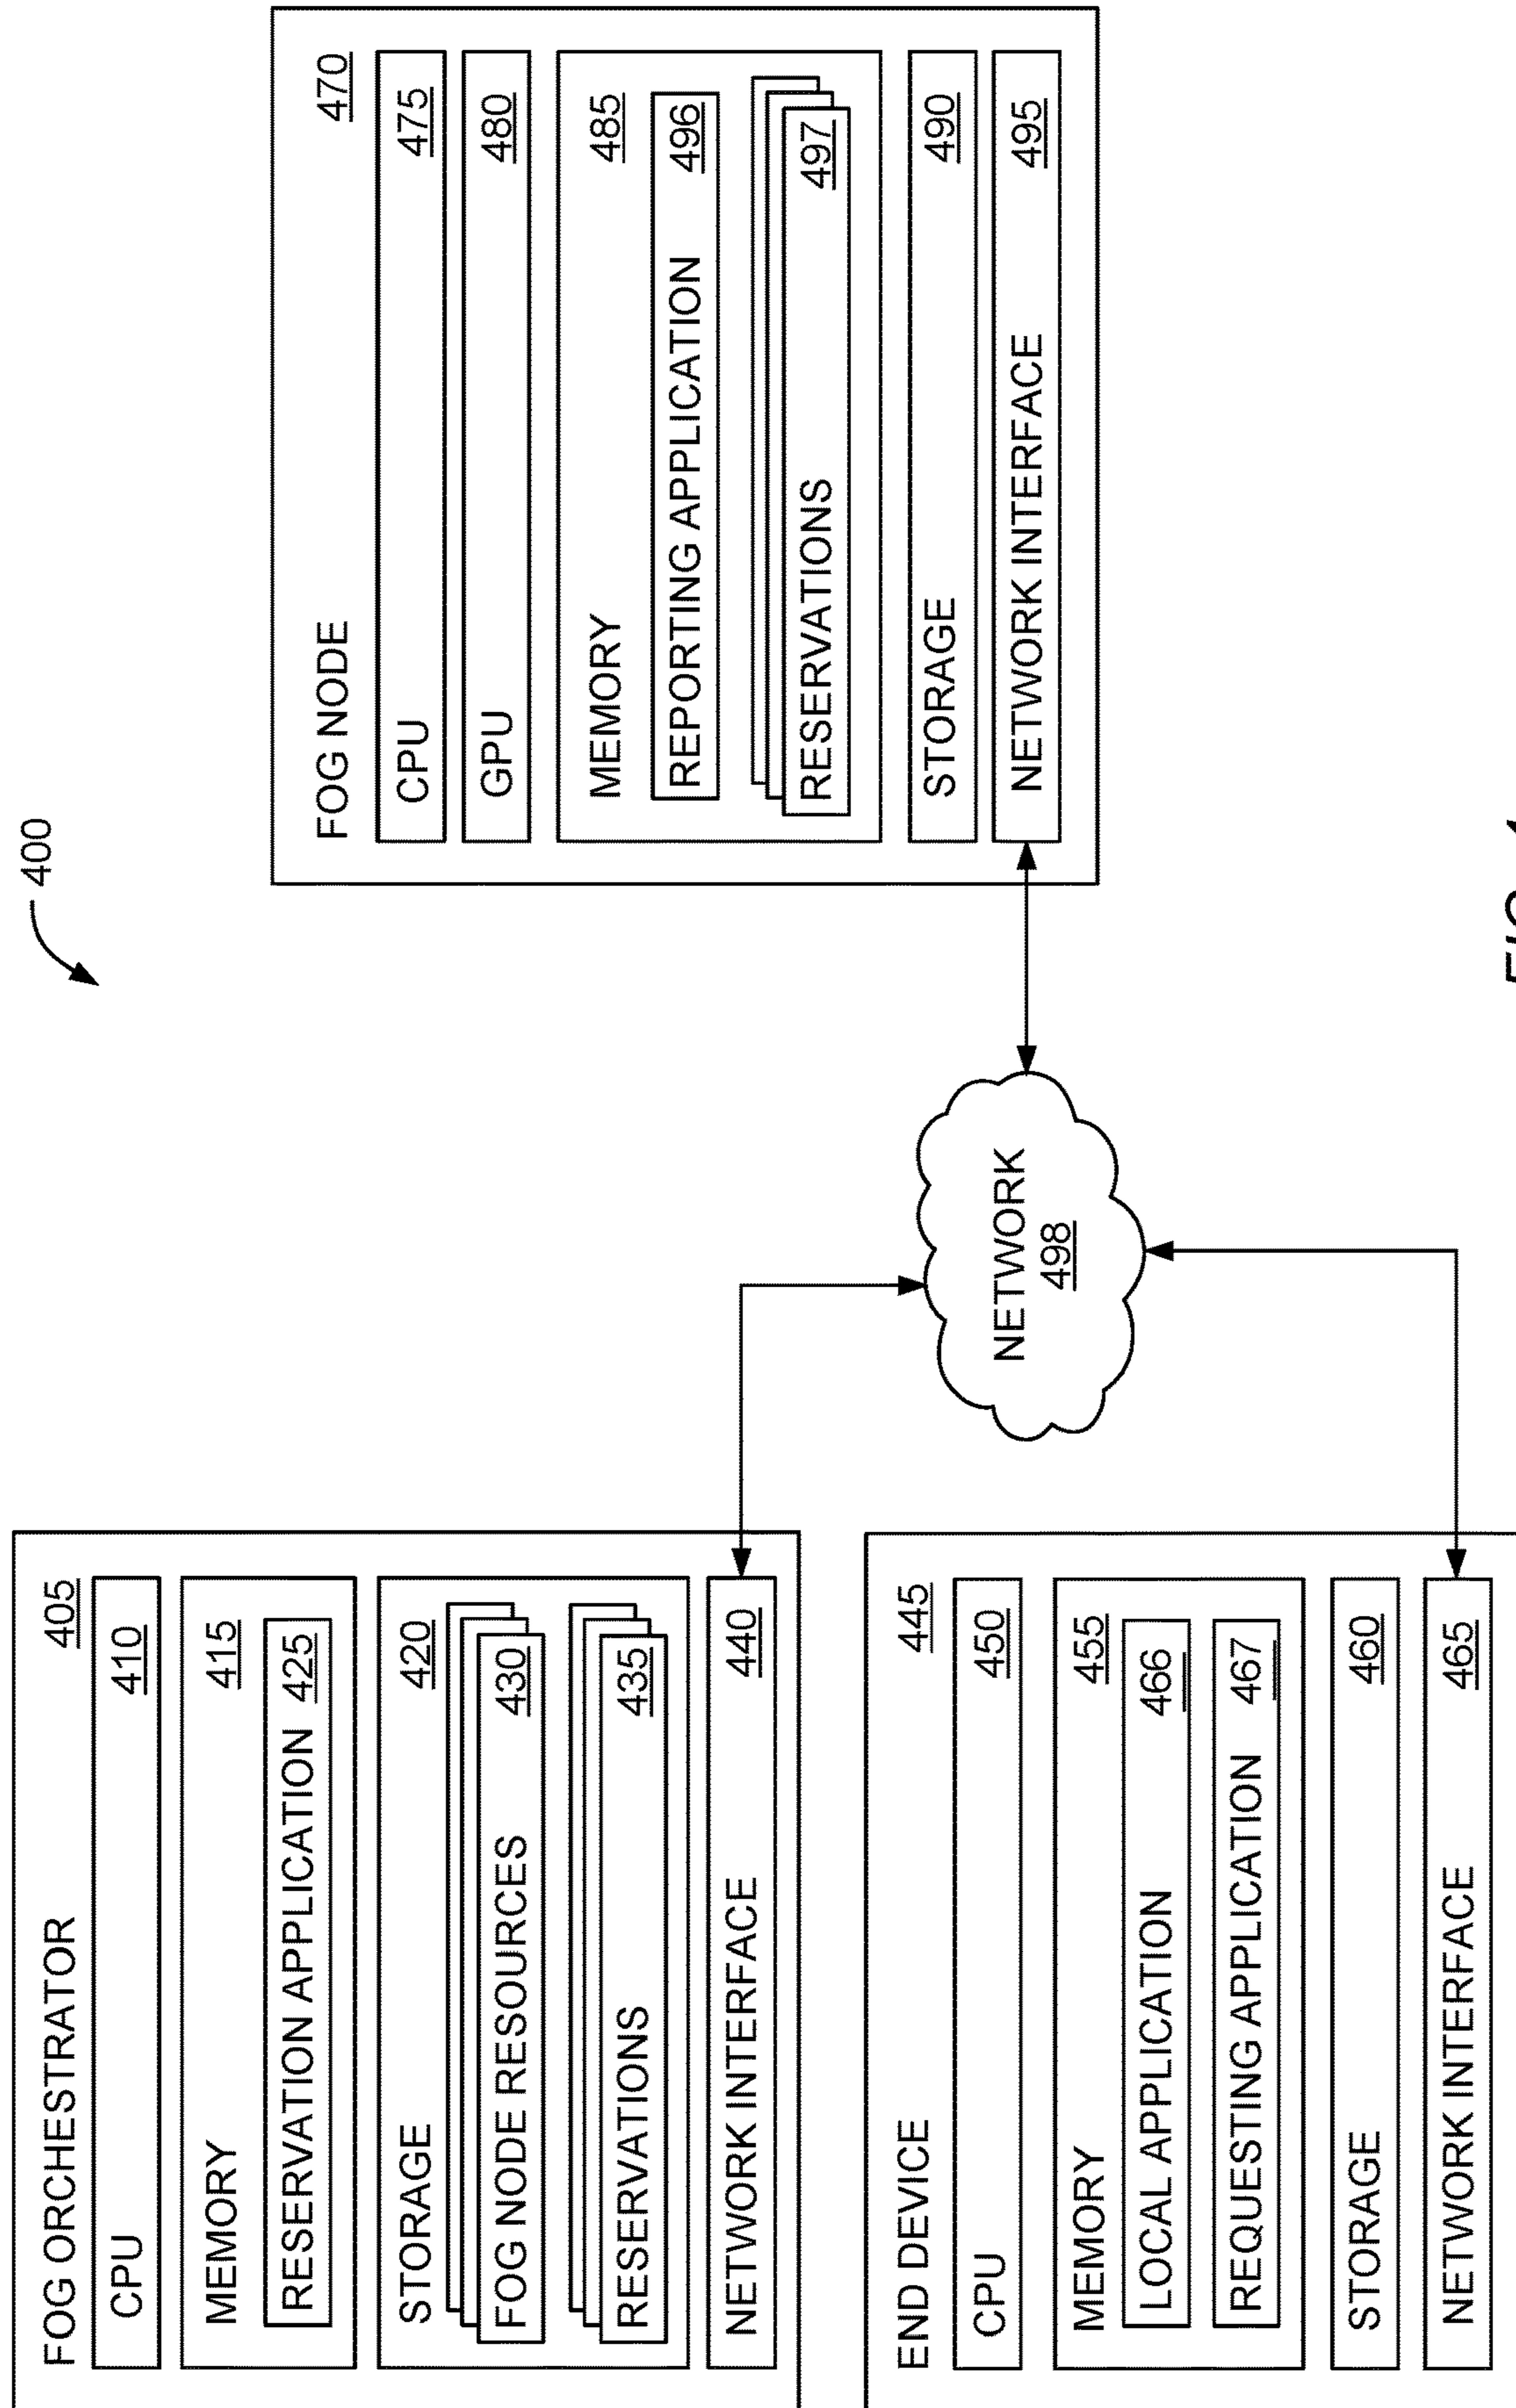 400
FOG ORCHESTRATOR 405
CPU 410
MEMORY 415
RESERVATION APPLICATION 425
STORAGE 420
FOG NODE RESOURCES 430
RESERVATIONS 435
NETWORK INTERFACE 440
END DEVICE 445
CPU 450
MEMORY 455
LOCAL APPLICATION 466
REQUESTING APPLICATION 467
STORAGE 460
NETWORK INTERFACE 465
NETWORK
498
FOG NODE 470
CPU 475
GPU 480
MEMORY 485
REPORTING APPLICATION 496
RESERVATIONS 497
STORAGE 490
NETWORK INTERFACE 495